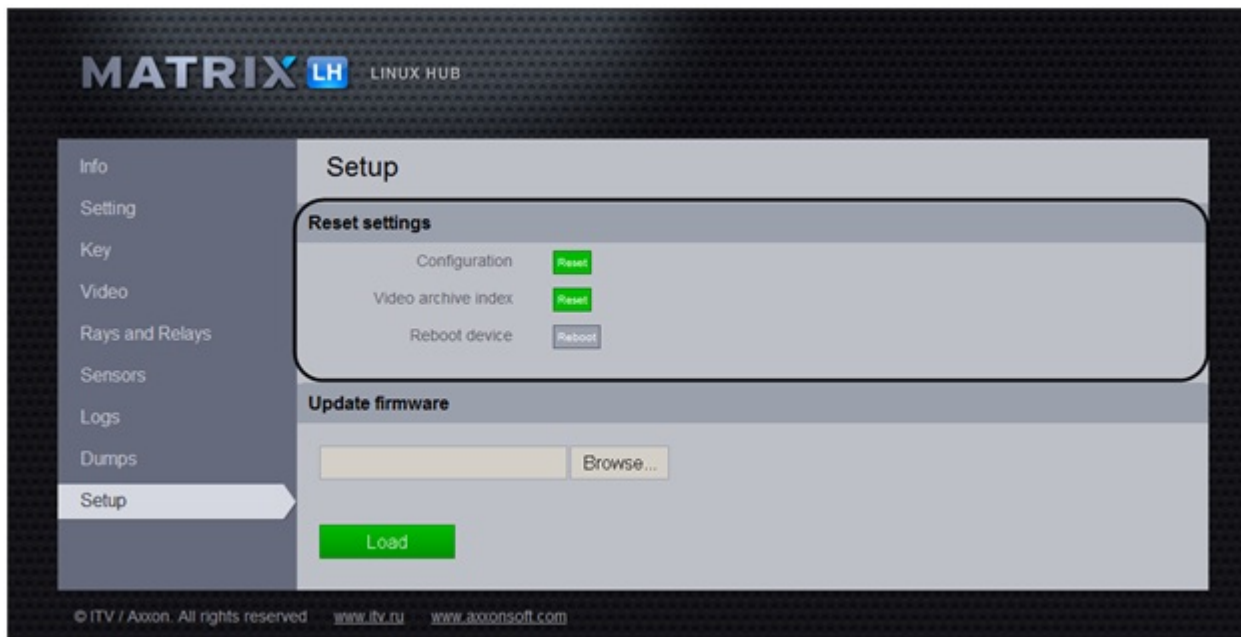 MATRIX LH LINUX HUB
Info
Setting
Key
Video
Rays and Relays
Sensors
Logs
Dumps
Setup
Setup
Reset settings
Configuration Reset
Video archive index Reset
Reboot device Reboot
Update firmware
Browse...
Load
© ITV / Axxon. All rights reserved www.itv.ru www.axxonsoft.com